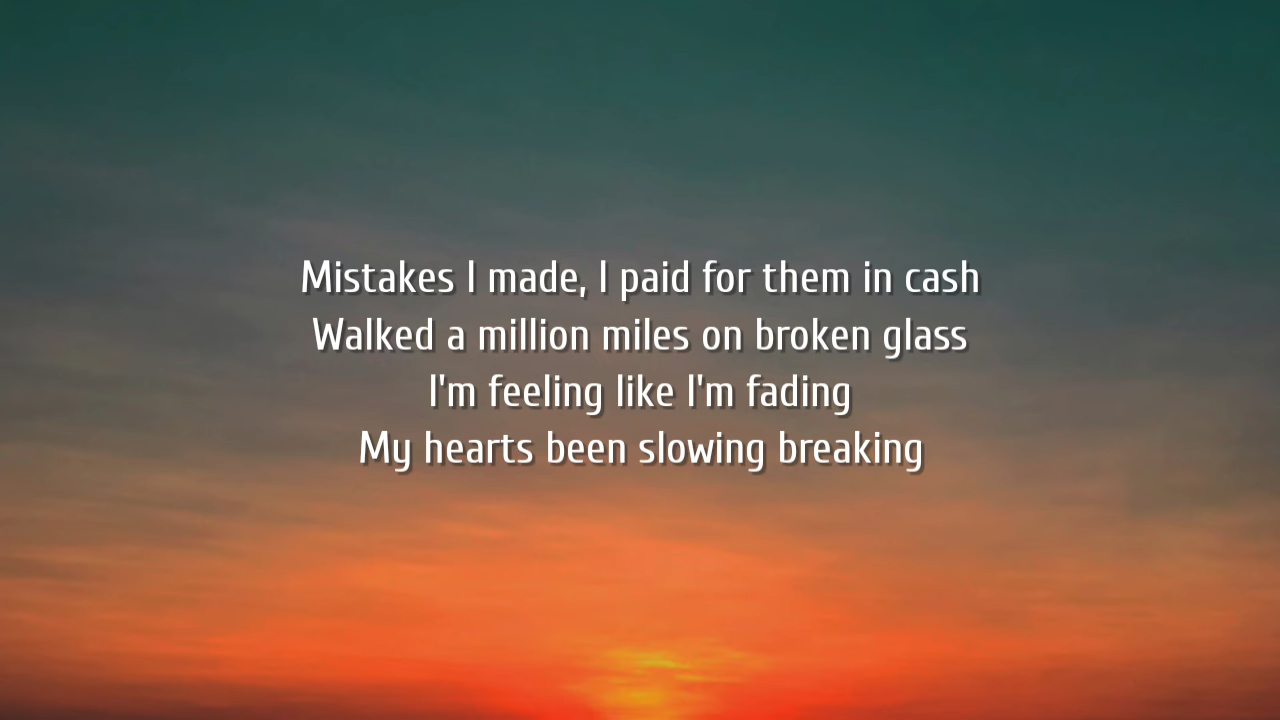 Mistakes I made, I paid for them in cash
Walked a million miles on broken glass
I'm feeling like I'm fading
My hearts been slowing breaking